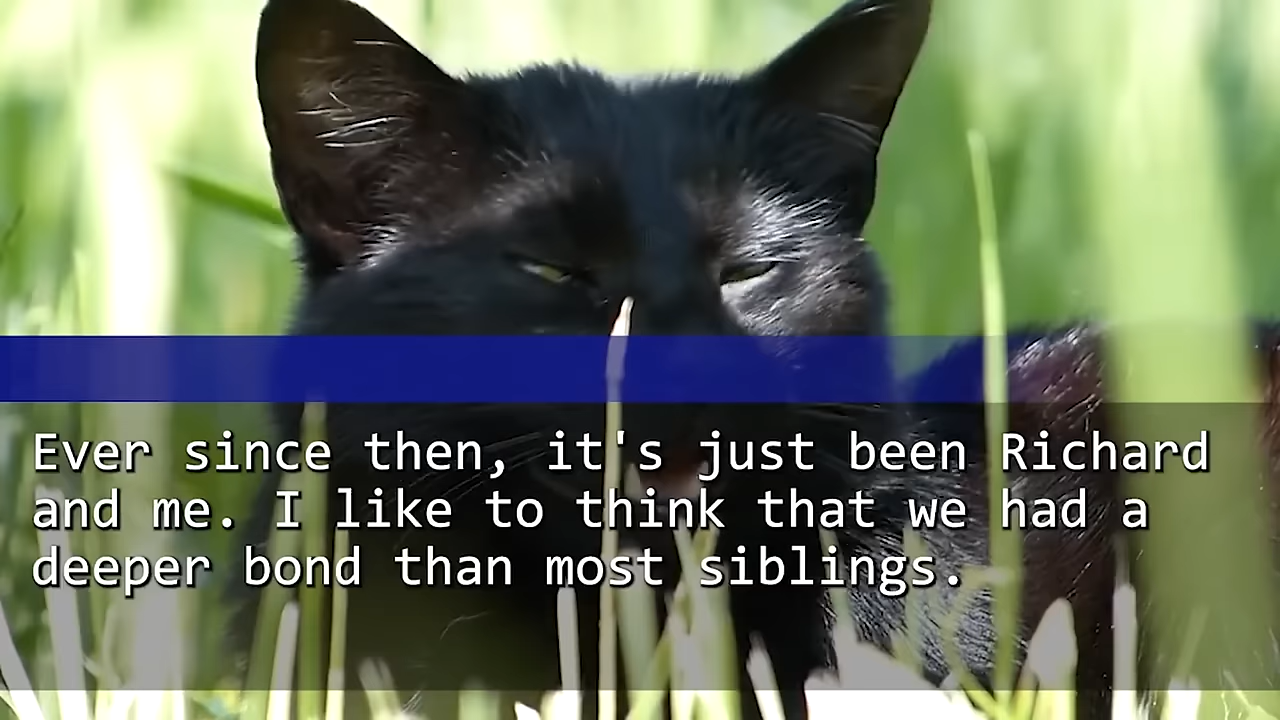 Ever since then, it's just been Richard
and me. I like to think that we had a
deeper bond than most siblings.